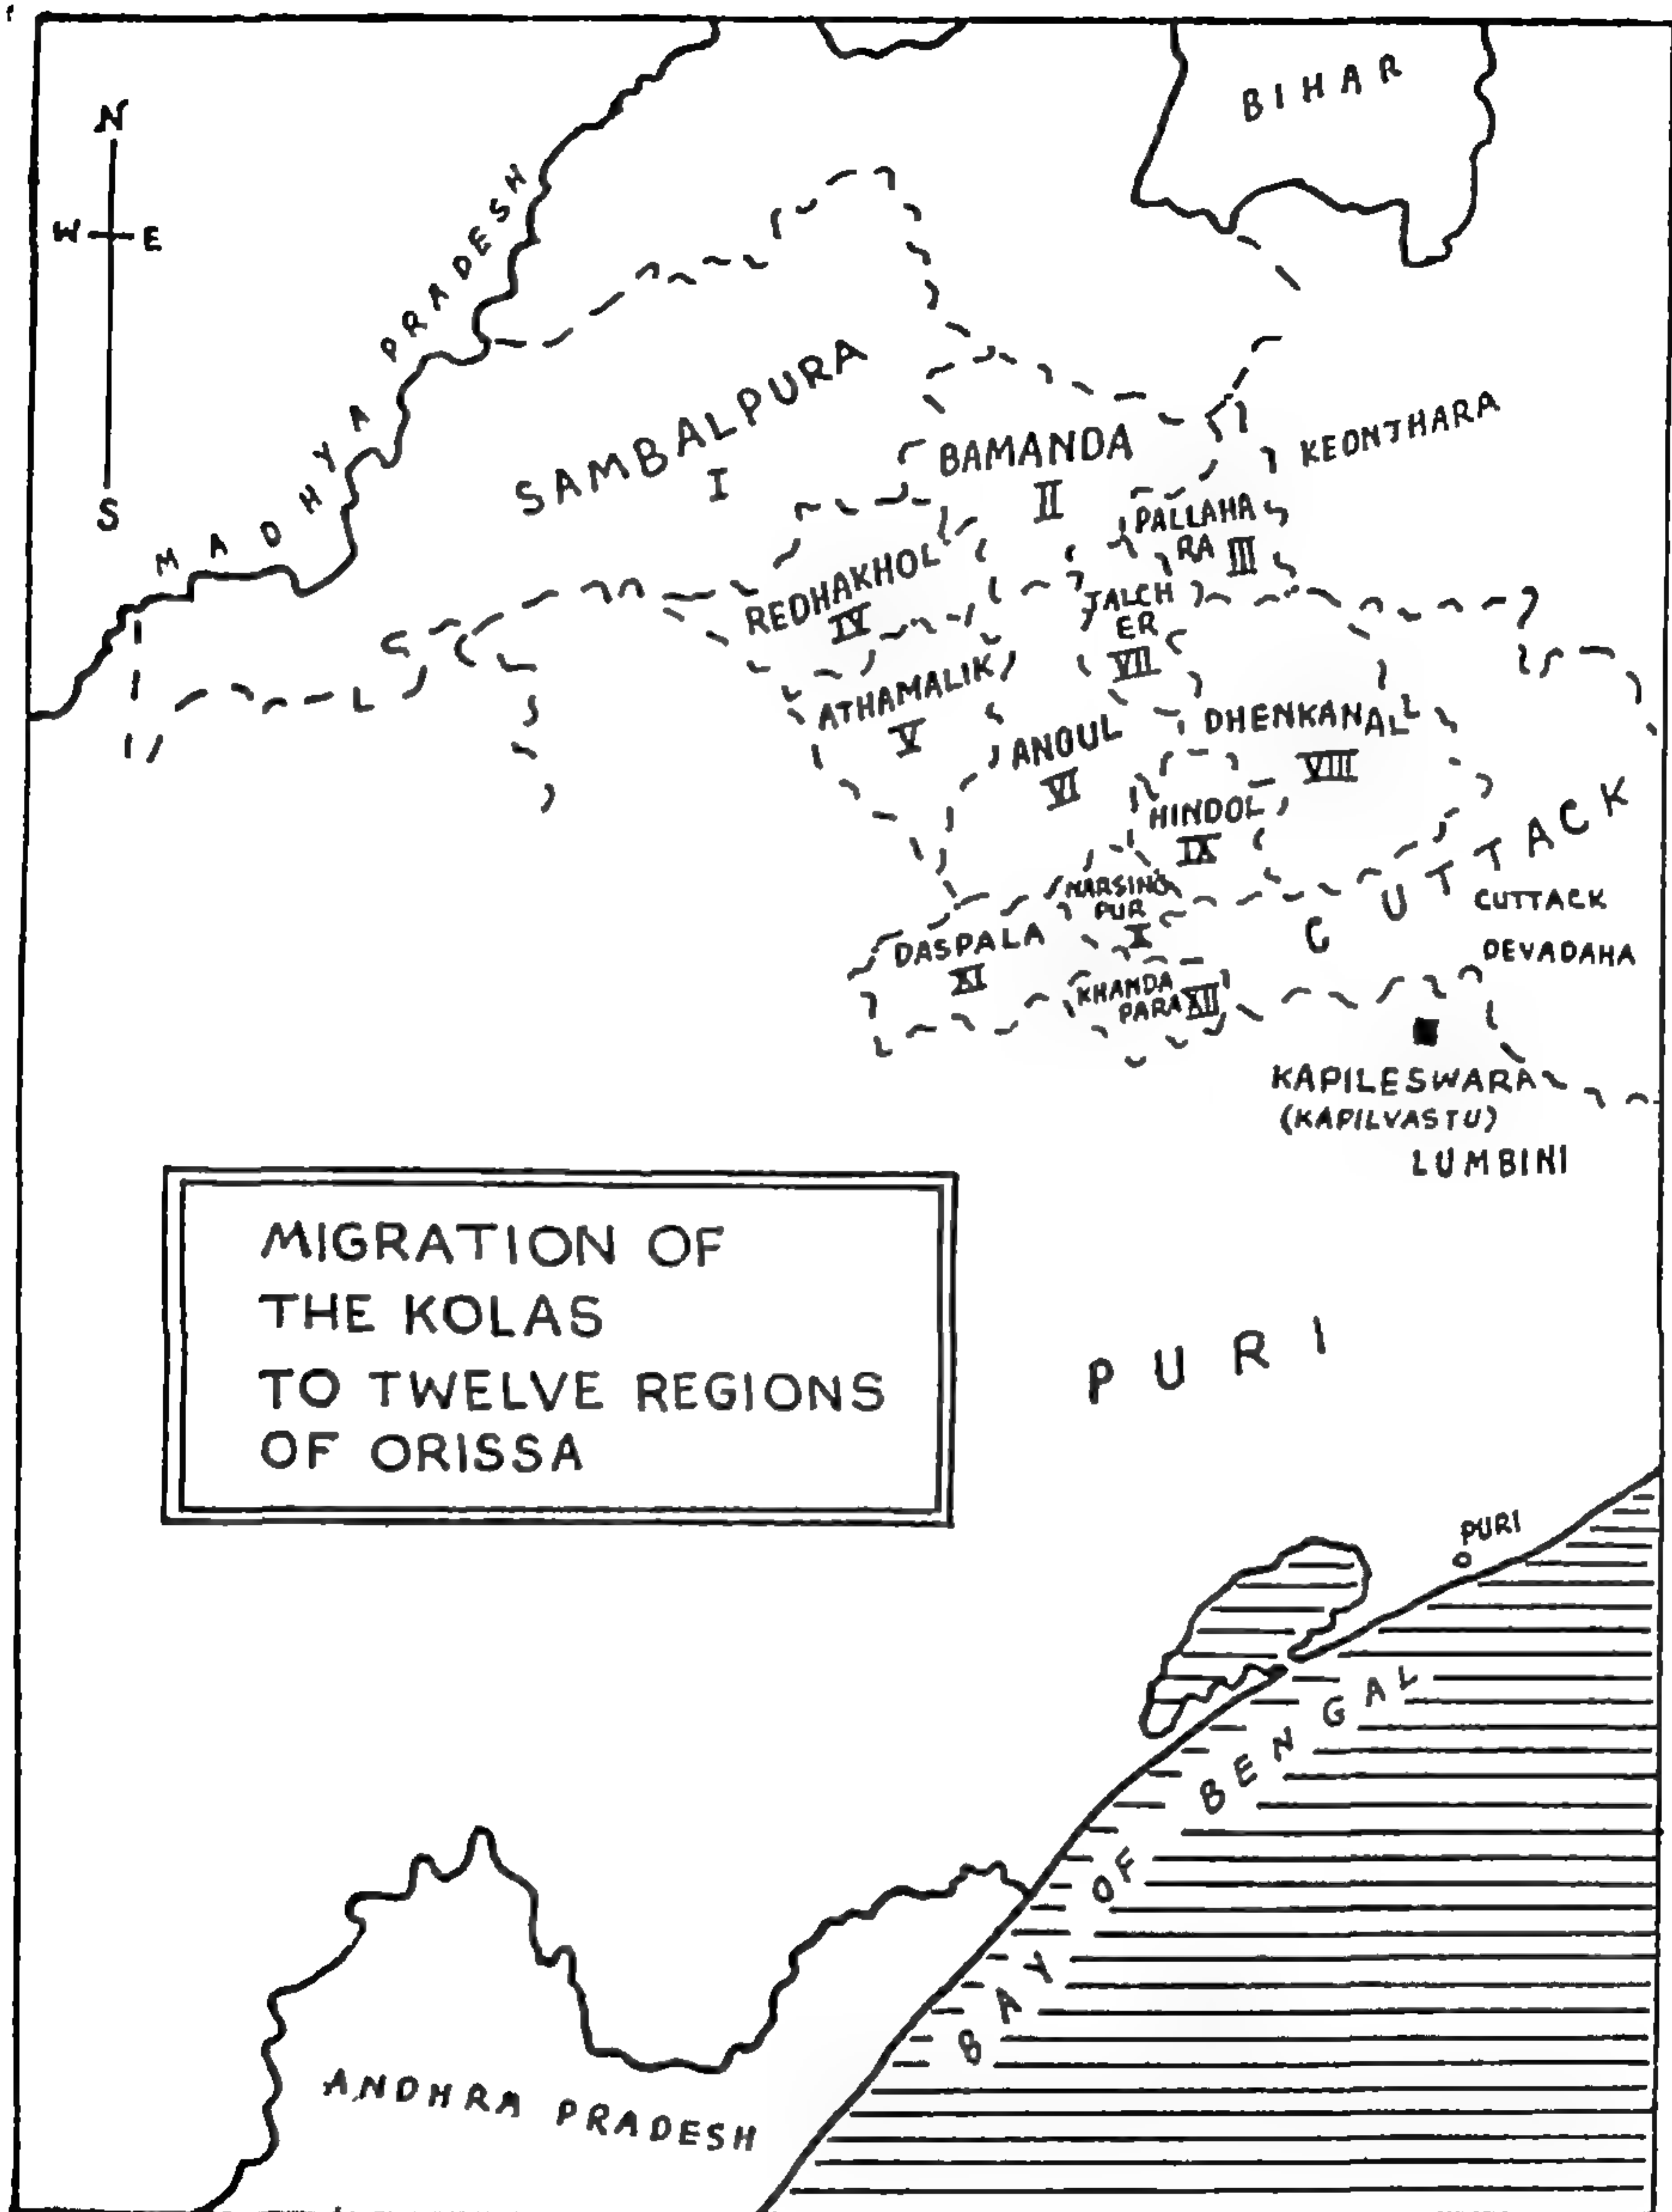 BIHAR
N
W E
S
MADHYA PRADESH
SAMBALPURA
I
BAMANDA
II
KEONJHARA
PALLAHA
RA III
REDHAKHOL
IV
TALCH
ER
VII
ATHAMALIK
V
ANGUL
VI
DHENKANAL
VIII
HINDOL
IX
NARSING
PUR
X
CUTTACK
CUTTACK
DASPALA
XI
DEVADAHA
KHANDA
PARA XII
KAPILESWARA
(KAPILVASTU)
LUMBINI
MIGRATION OF
THE KOLAS
TO TWELVE REGIONS
OF ORISSA
PURI
PURI
BAY OF BENGAL
ANDHRA PRADESH